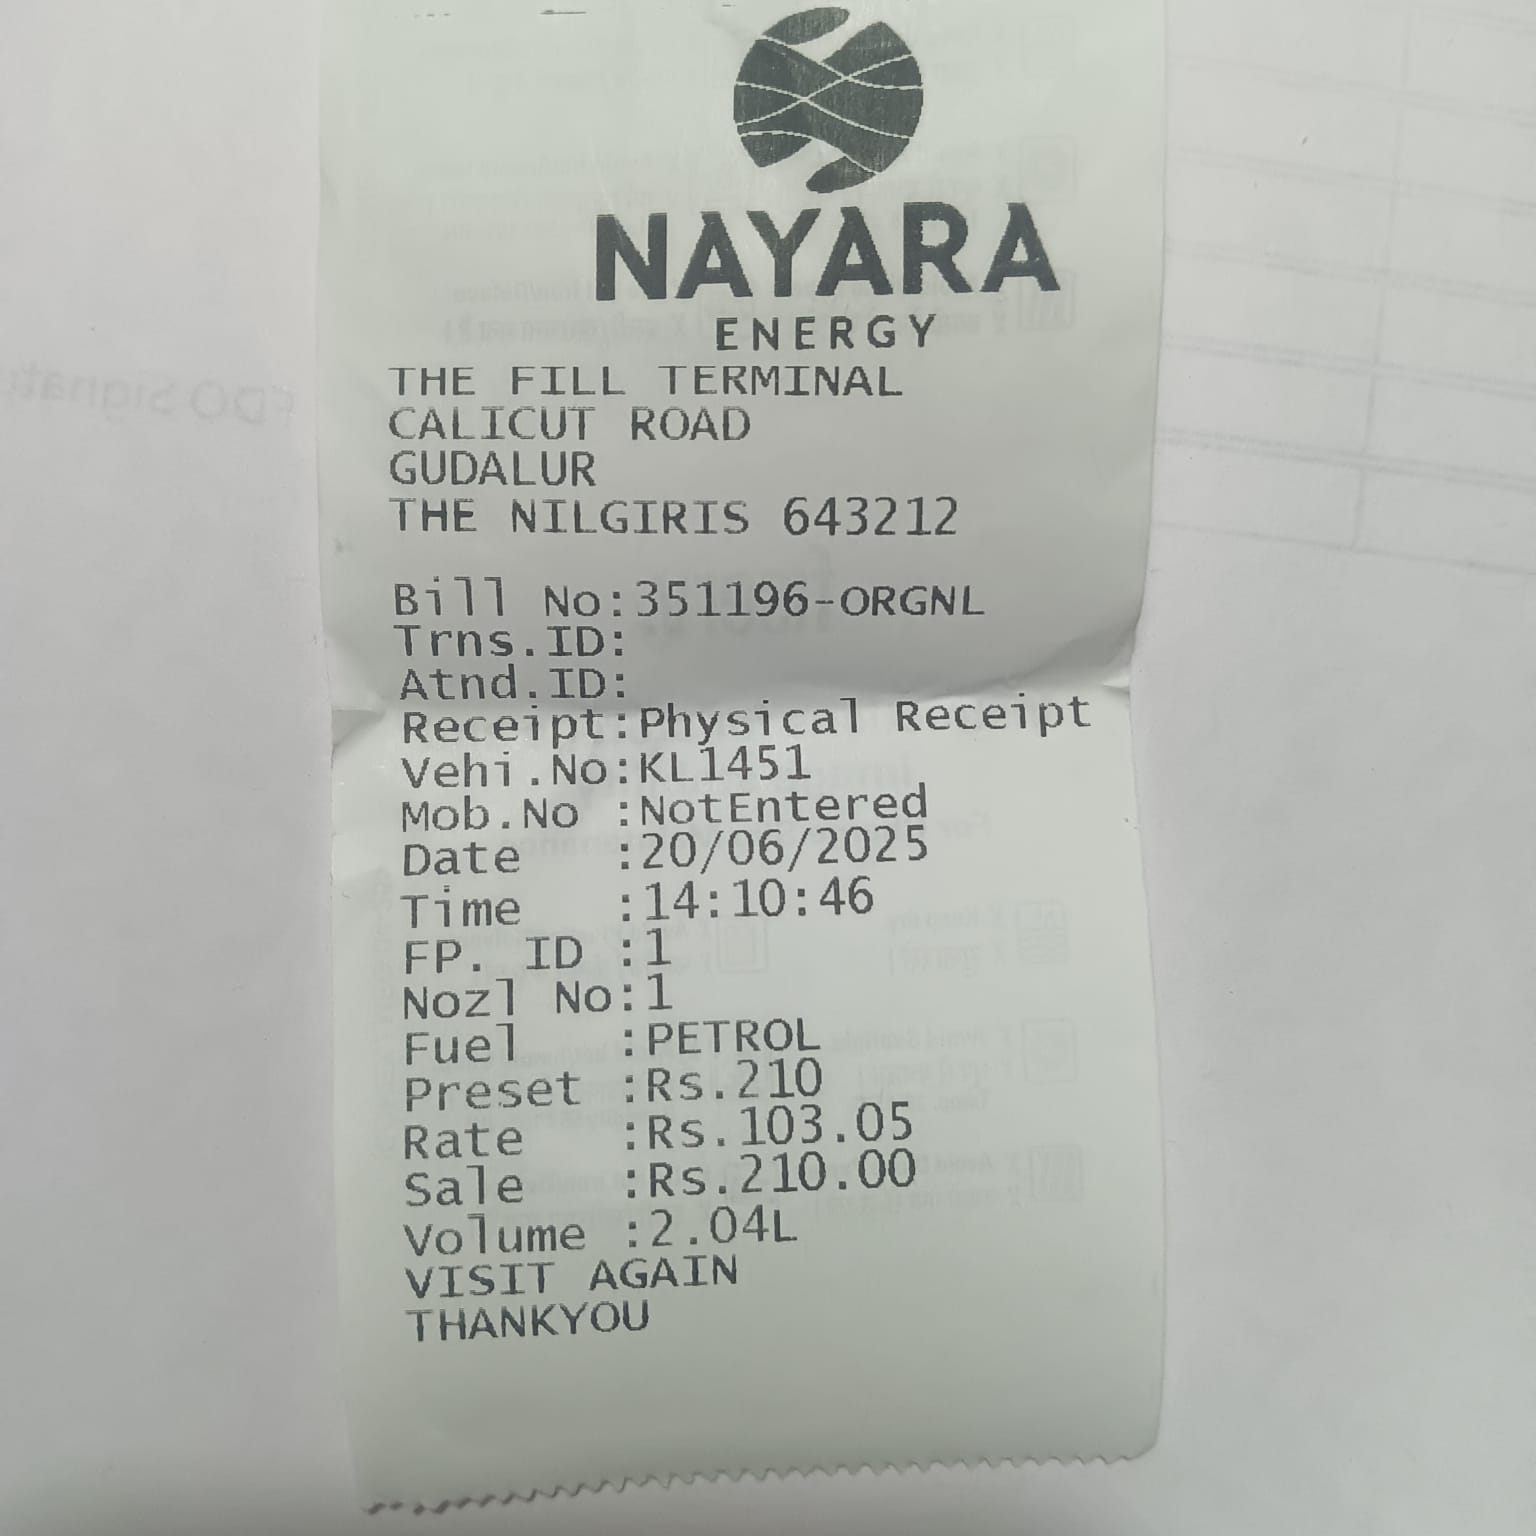 NAYARA
ENERGY
THE FILL TERMINAL
CALICUT ROAD
GUDALUR
THE NILGIRIS 643212
Bill No:351196-ORGNL
Trns.ID:
Atnd.ID:
Receipt:Physical Receipt
Vehi.No:KL1451
Mob.No :NotEntered
Date :20/06/2025
Time :14:10:46
FP. ID :1
Nozl No:1
Fuel :PETROL
Preset :Rs.210
Rate :Rs.103.05
Sale :Rs.210.00
Volume :2.04L
VISIT AGAIN
THANKYOU